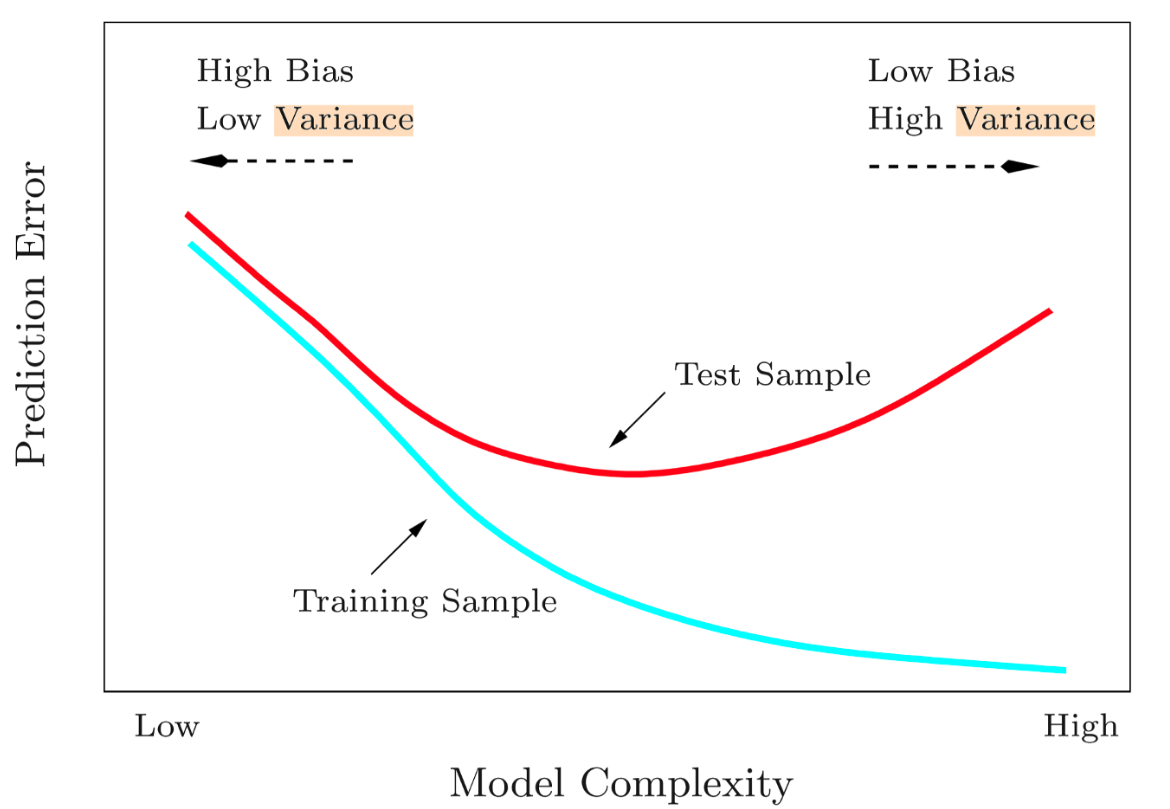 High Bias
Low Variance
Low Bias
High Variance
Prediction Error
Test Sample
Training Sample
Low
High
Model Complexity